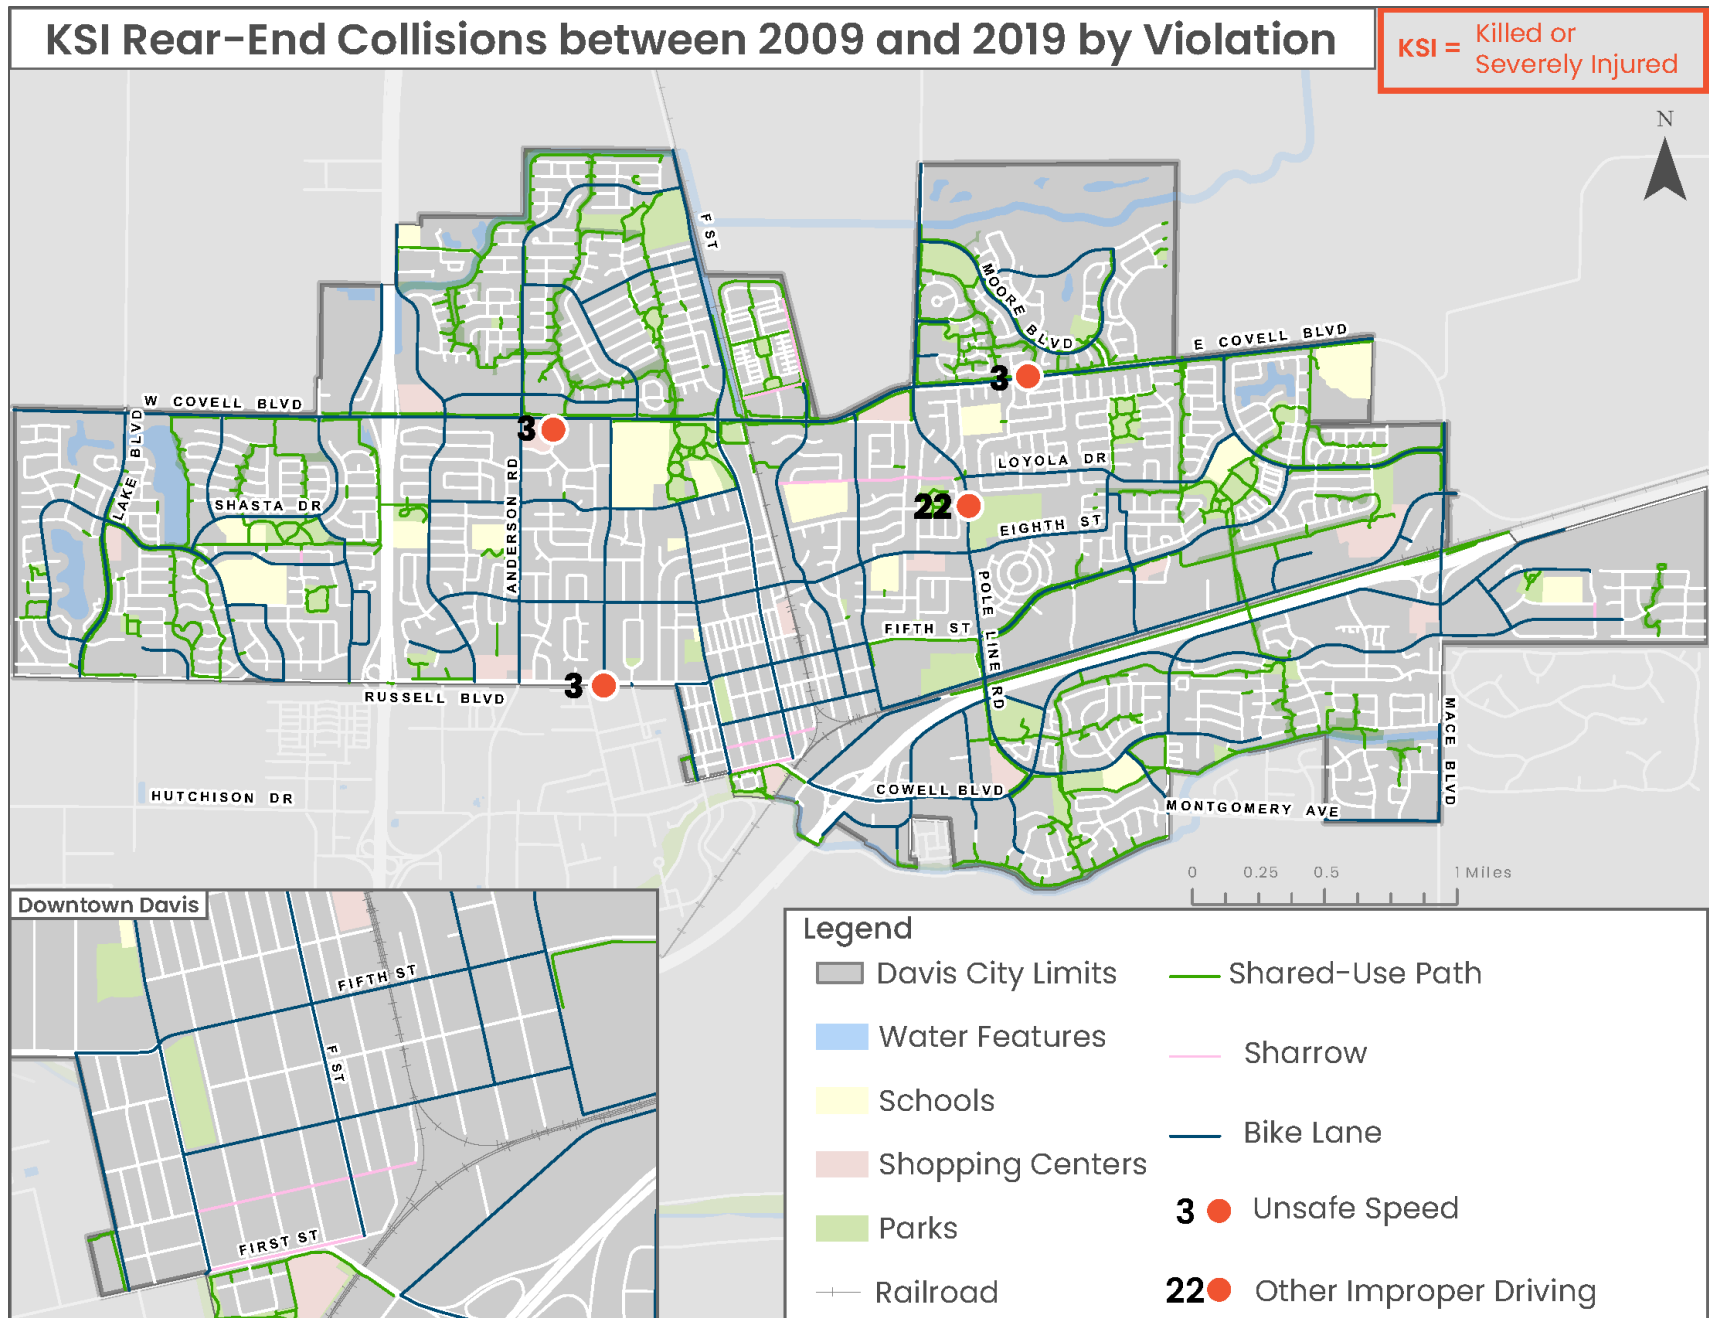 KSI Rear-End Collisions between 2009 and 2019 by Violation
KSI = Killed or
Severely Injured
N
F ST
MOORE BLVD
E COVELL BLVD
3
W COVELL BLVD
LAKE BLVD
3
ANDERSON RD
LOYOLA DR
SHASTA DR
22
EIGHTH ST
POLE LINE RD
FIFTH ST
3
RUSSELL BLVD
MACE BLVD
HUTCHISON DR
COWELL BLVD
MONTGOMERY AVE
0 0.25 0.5 1 Miles
Downtown Davis
FIFTH ST
F ST
FIRST ST
Legend
Davis City Limits
Water Features
Schools
Shopping Centers
Parks
Railroad
Shared-Use Path
Sharrow
Bike Lane
3 Unsafe Speed
22 Other Improper Driving